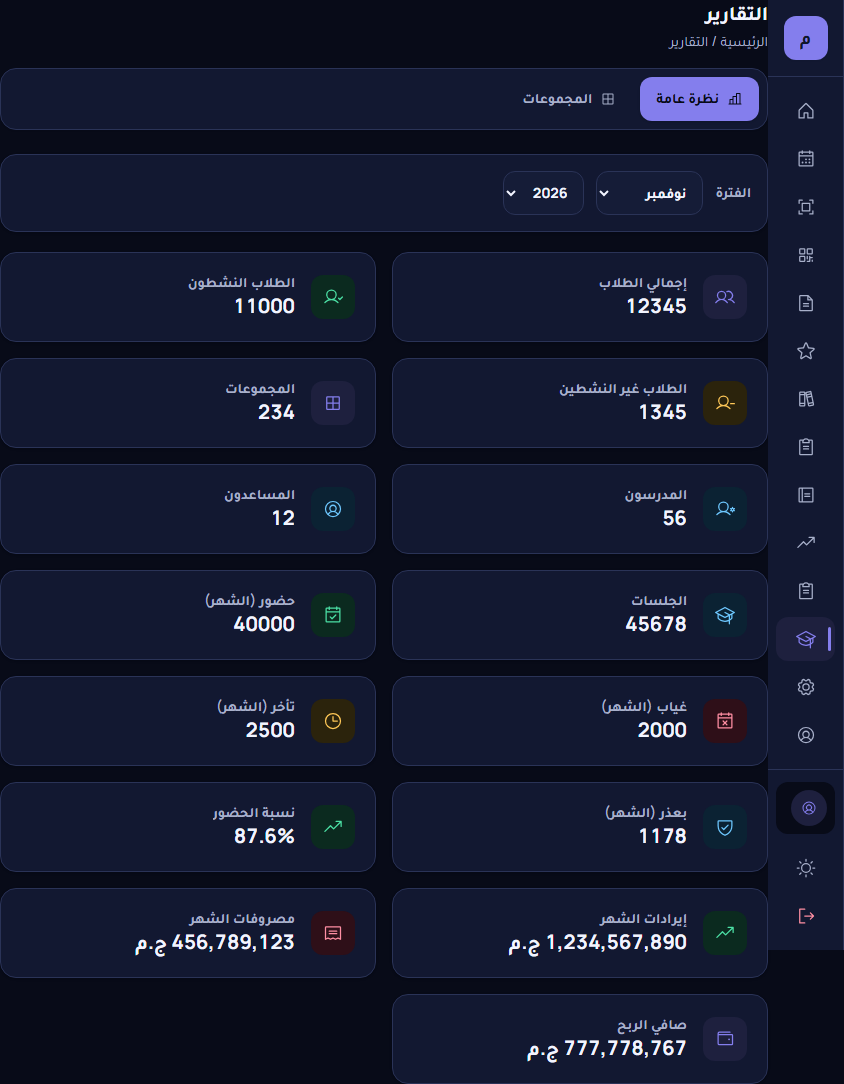 التقارير
الرئيسية / التقارير
م
نظرة عامة
المجموعات
الفترة
نوفمبر
2026
إجمالي الطلاب
12345
الطلاب النشطون
11000
الطلاب غير النشطين
1345
المجموعات
234
المدرسون
56
المساعدون
12
الجلسات
45678
حضور (الشهر)
40000
غياب (الشهر)
2000
تأخر (الشهر)
2500
بعذر (الشهر)
1178
نسبة الحضور
87.6%
إيرادات الشهر
1,234,567,890 ج.م
مصروفات الشهر
456,789,123 ج.م
صافي الربح
777,778,767 ج.م